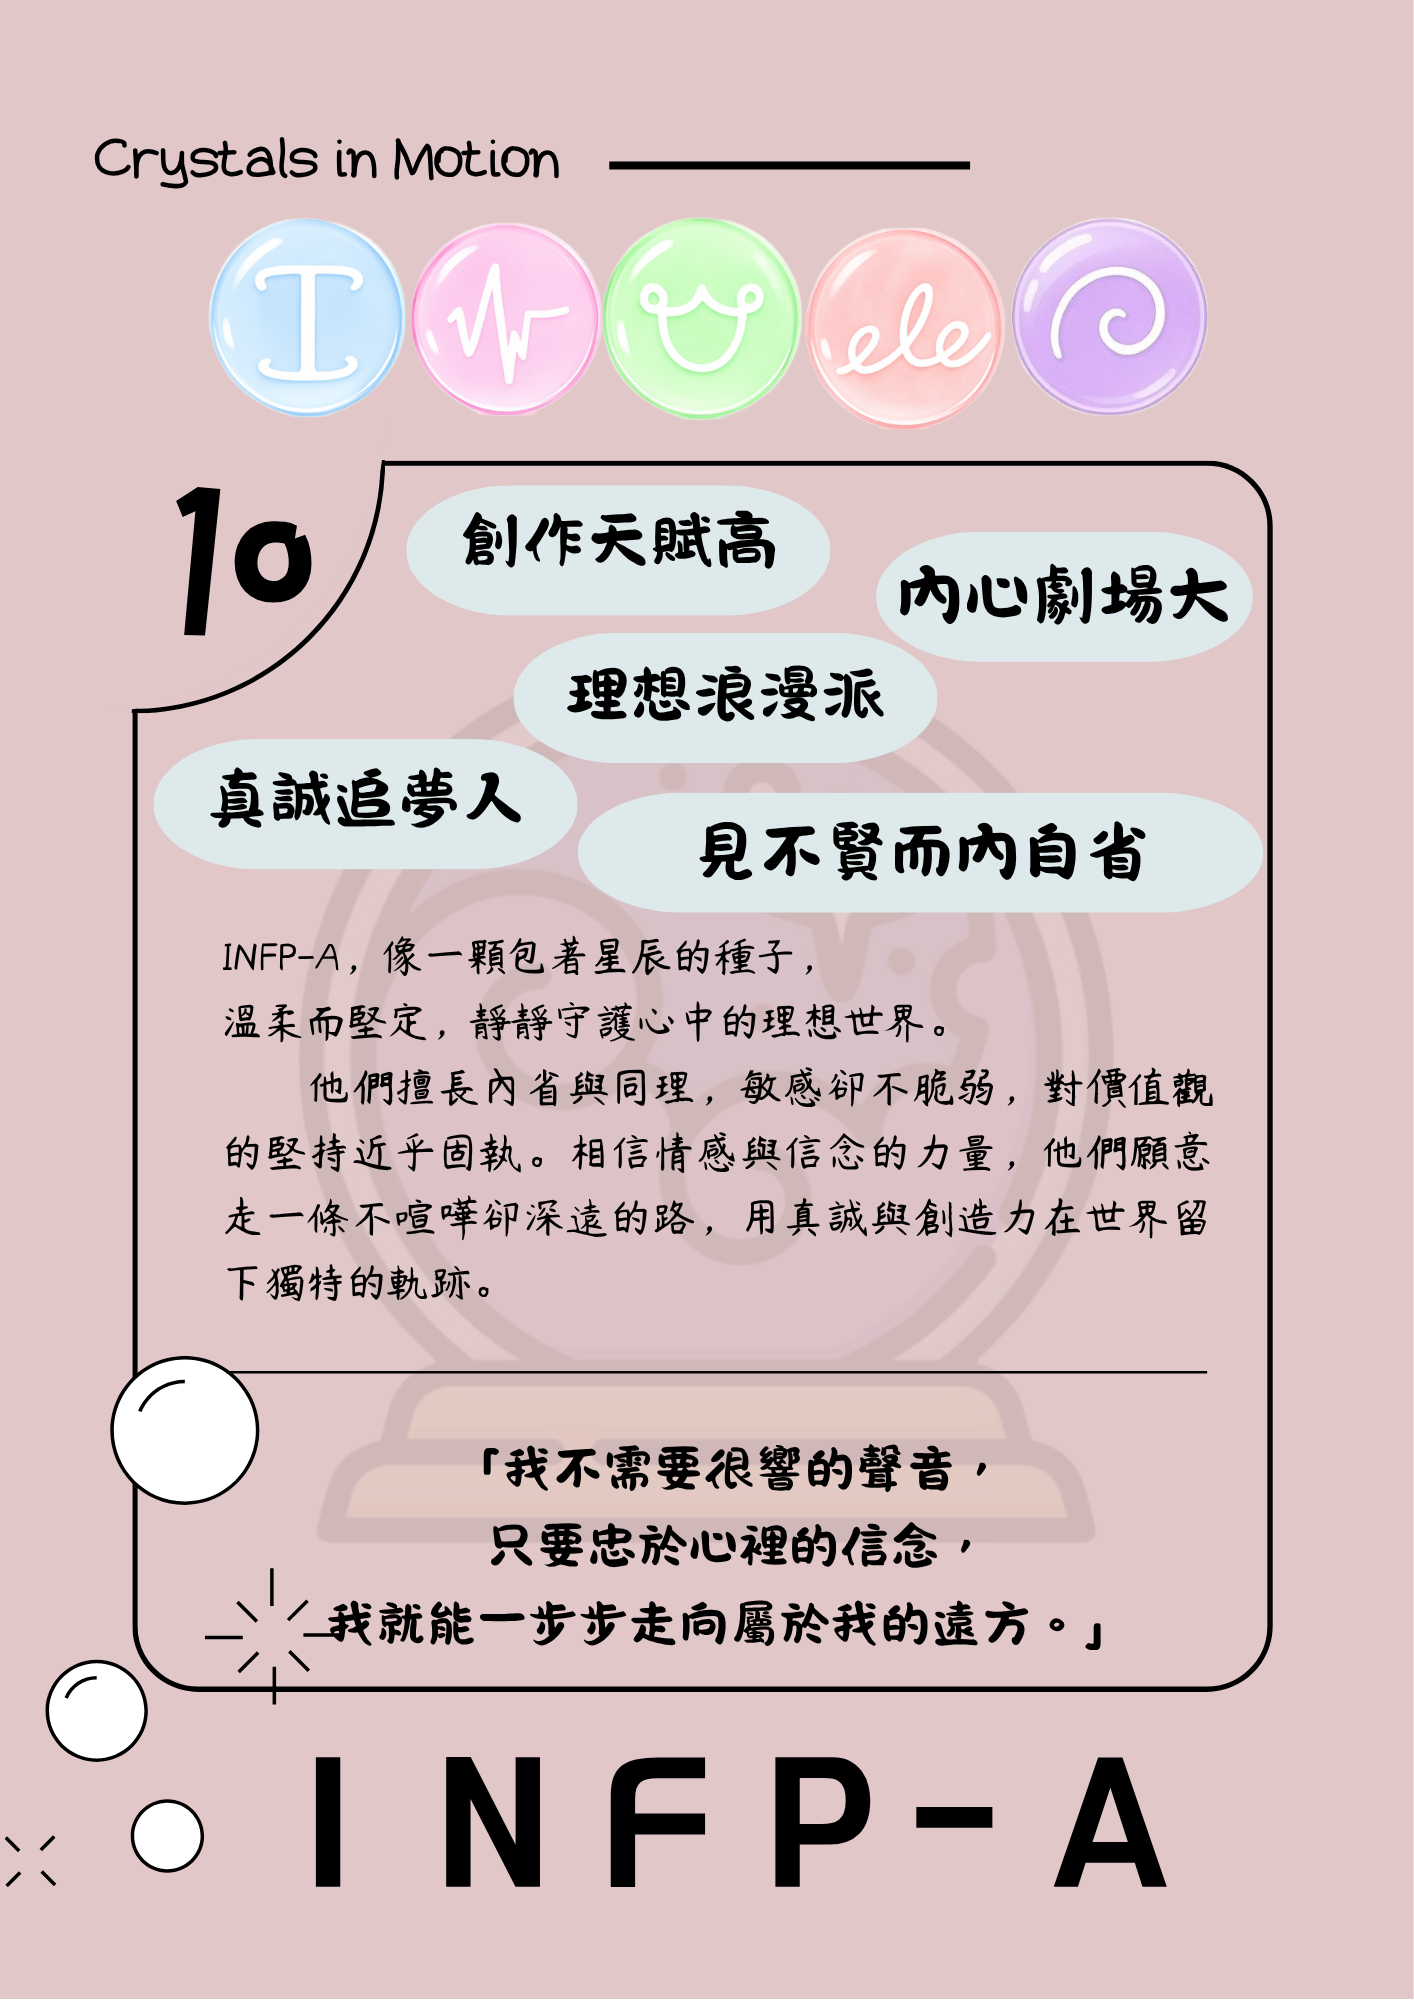 Crystals in Motion
I
ele
10
創作天賦高
內心劇場大
理想浪漫派
真誠追夢人
見不賢而內自省
INFP-A，像一顆包著星辰的種子，
溫柔而堅定，靜靜守護心中的理想世界。
他們擅長內省與同理，敏感卻不脆弱，對價值觀
的堅持近乎固執。相信情感與信念的力量，他們願意
走一條不喧嘩卻深遠的路，用真誠與創造力在世界留
下獨特的軌跡。
「我不需要很響的聲音，
只要忠於心裡的信念，
我就能一步步走向屬於我的遠方。」
INFP-A